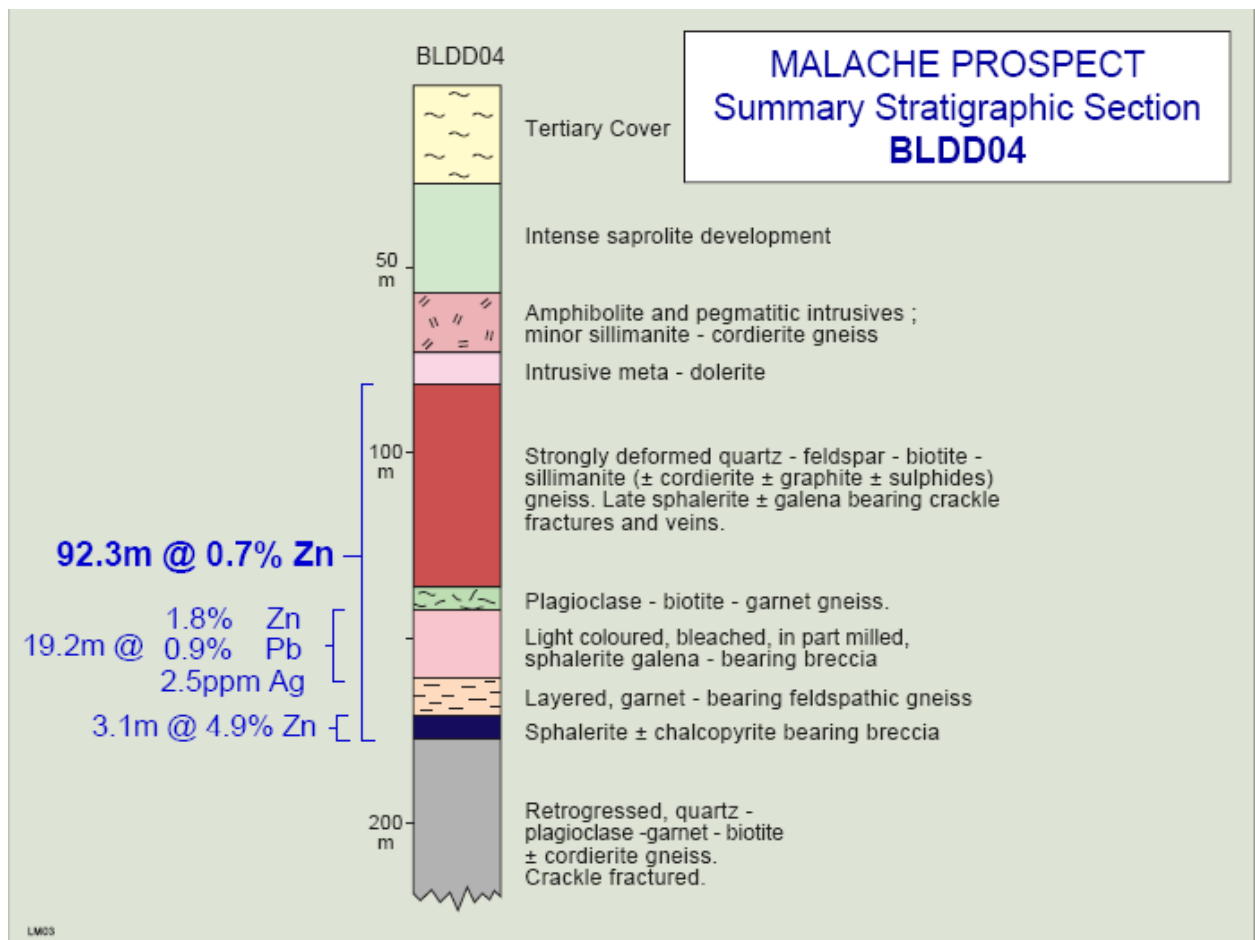 BLDD04
MALACHE PROSPECT
Summary Stratigraphic Section
BLDD04
Tertiary Cover
Intense saprolite development
50
m
Amphibolite and pegmatitic intrusives ;
minor sillimanite - cordierite gneiss
Intrusive meta - dolerite
100
m
Strongly deformed quartz - feldspar - biotite -
sillimanite (± cordierite ± graphite ± sulphides)
gneiss. Late sphalerite ± galena bearing crackle
fractures and veins.
92.3m @ 0.7% Zn
Plagioclase - biotite - garnet gneiss.
1.8% Zn
19.2m @ 0.9% Pb
2.5ppm Ag
Light coloured, bleached, in part milled,
sphalerite galena - bearing breccia
Layered, garnet - bearing feldspathic gneiss
3.1m @ 4.9% Zn
Sphalerite ± chalcopyrite bearing breccia
200
m
Retrogressed, quartz -
plagioclase -garnet - biotite
± cordierite gneiss.
Crackle fractured.
LM03